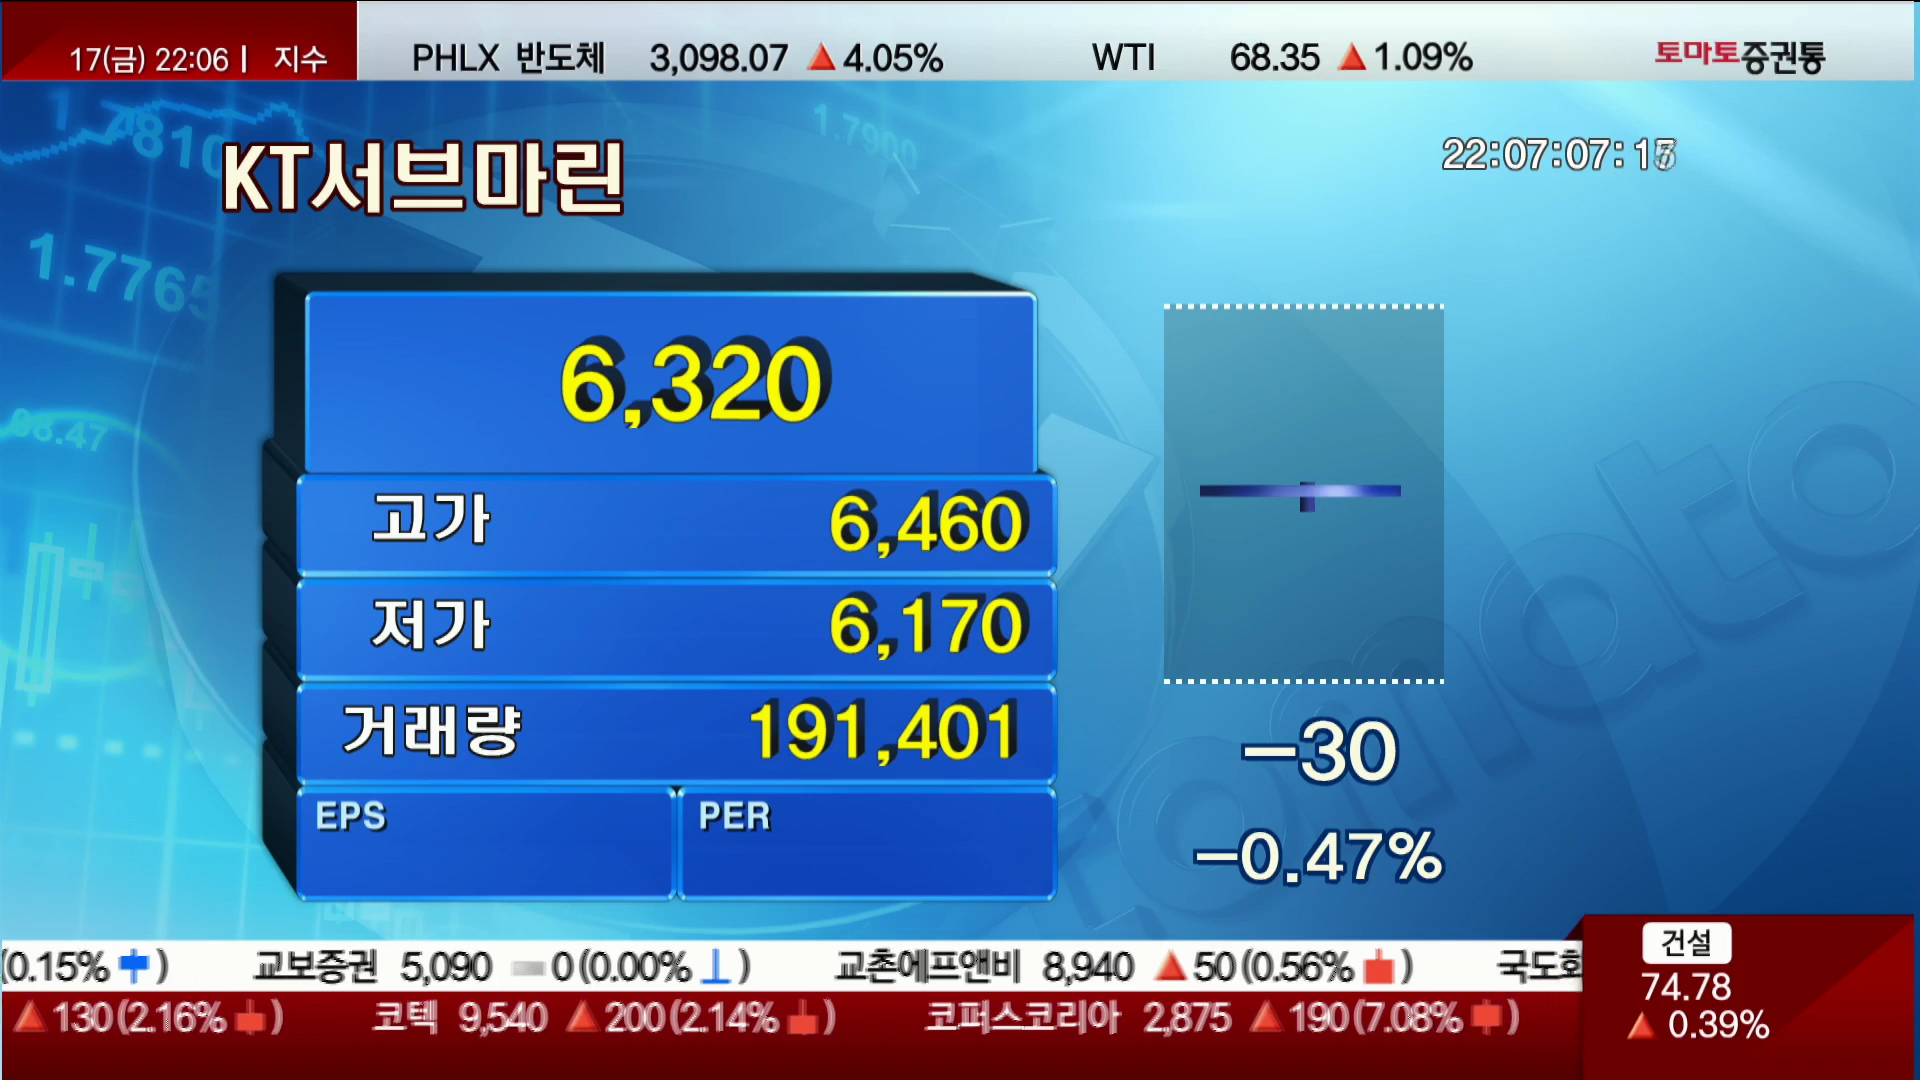 17(금) 22:06 | 지수 PHLX 반도체 3,098.07 ▲ 4.05% WTI 68.35 ▲ 1.09% 토마토증권통
KT서브마린
22:07:07:
6,320
고가 6,460
저가 6,170
거래량 191,401
EPS PER
-30
-0.47%
(0.15% ) 교보증권 5,090 0(0.00% ) 교촌에프앤비 8,940 ▲ 50(0.56% ) 국도화
▲ 130(2.16% ) 코텍 9,540 ▲ 200(2.14% ) 코퍼스코리아 2,875 ▲ 190(7.08% )
건설
74.78
▲ 0.39%